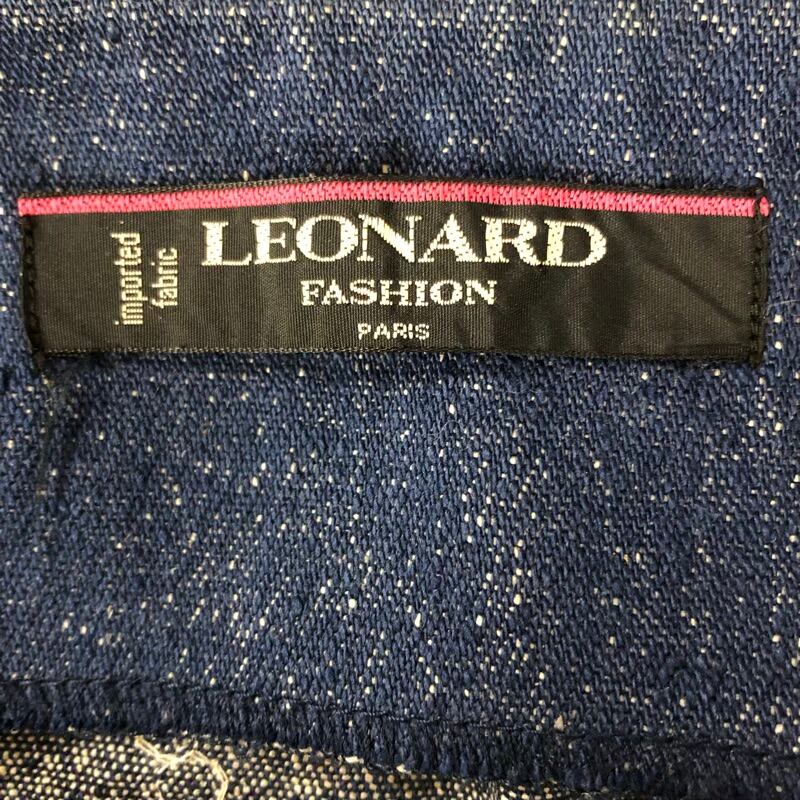 imported
fabric
LEONARD
FASHION
PARIS